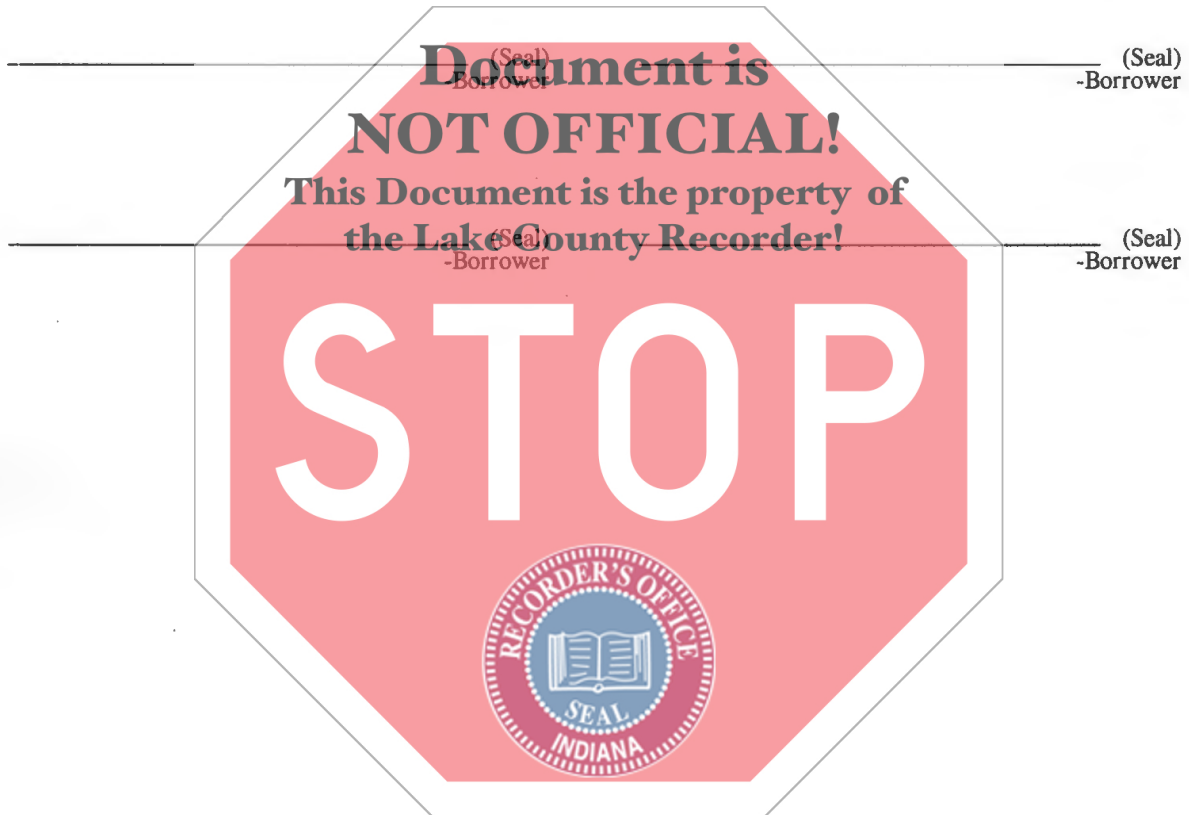 (Seal) (Seal)
-Borrower -Borrower
Document is
NOT OFFICIAL!
This Document is the property of
the Lake County Recorder!
(Seal) (Seal)
-Borrower -Borrower
STOP
RECORDER'S OFFICE
SEAL
INDIANA